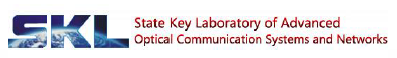 SKL
State Key Laboratory of Advanced
Optical Communication Systems and Networks